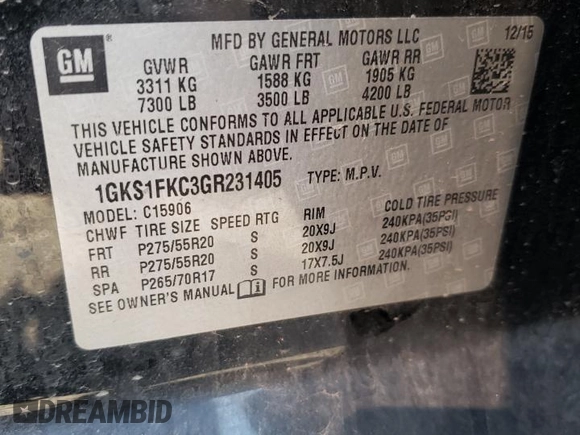 GM ® MFD BY GENERAL MOTORS LLC 12/15
GVWR GAWR FRT GAWR RR
3311 KG 1588 KG 1905 KG
7300 LB 3500 LB 4200 LB
THIS VEHICLE CONFORMS TO ALL APPLICABLE U.S. FEDERAL MOTOR
VEHICLE SAFETY STANDARDS IN EFFECT ON THE DATE OF
MANUFACTURE SHOWN ABOVE.
1GKS1FKC3GR231405 TYPE: M.P.V.
MODEL: C15906
CHWF TIRE SIZE SPEED RTG RIM COLD TIRE PRESSURE
FRT P275/55R20 S 20X9J 240KPA(35PSI)
RR P275/55R20 S 20X9J 240KPA(35PSI)
SPA P265/70R17 S 17X7.5J 240KPA(35PSI)
SEE OWNER'S MANUAL i FOR MORE INFORMATION.
DREAMBID